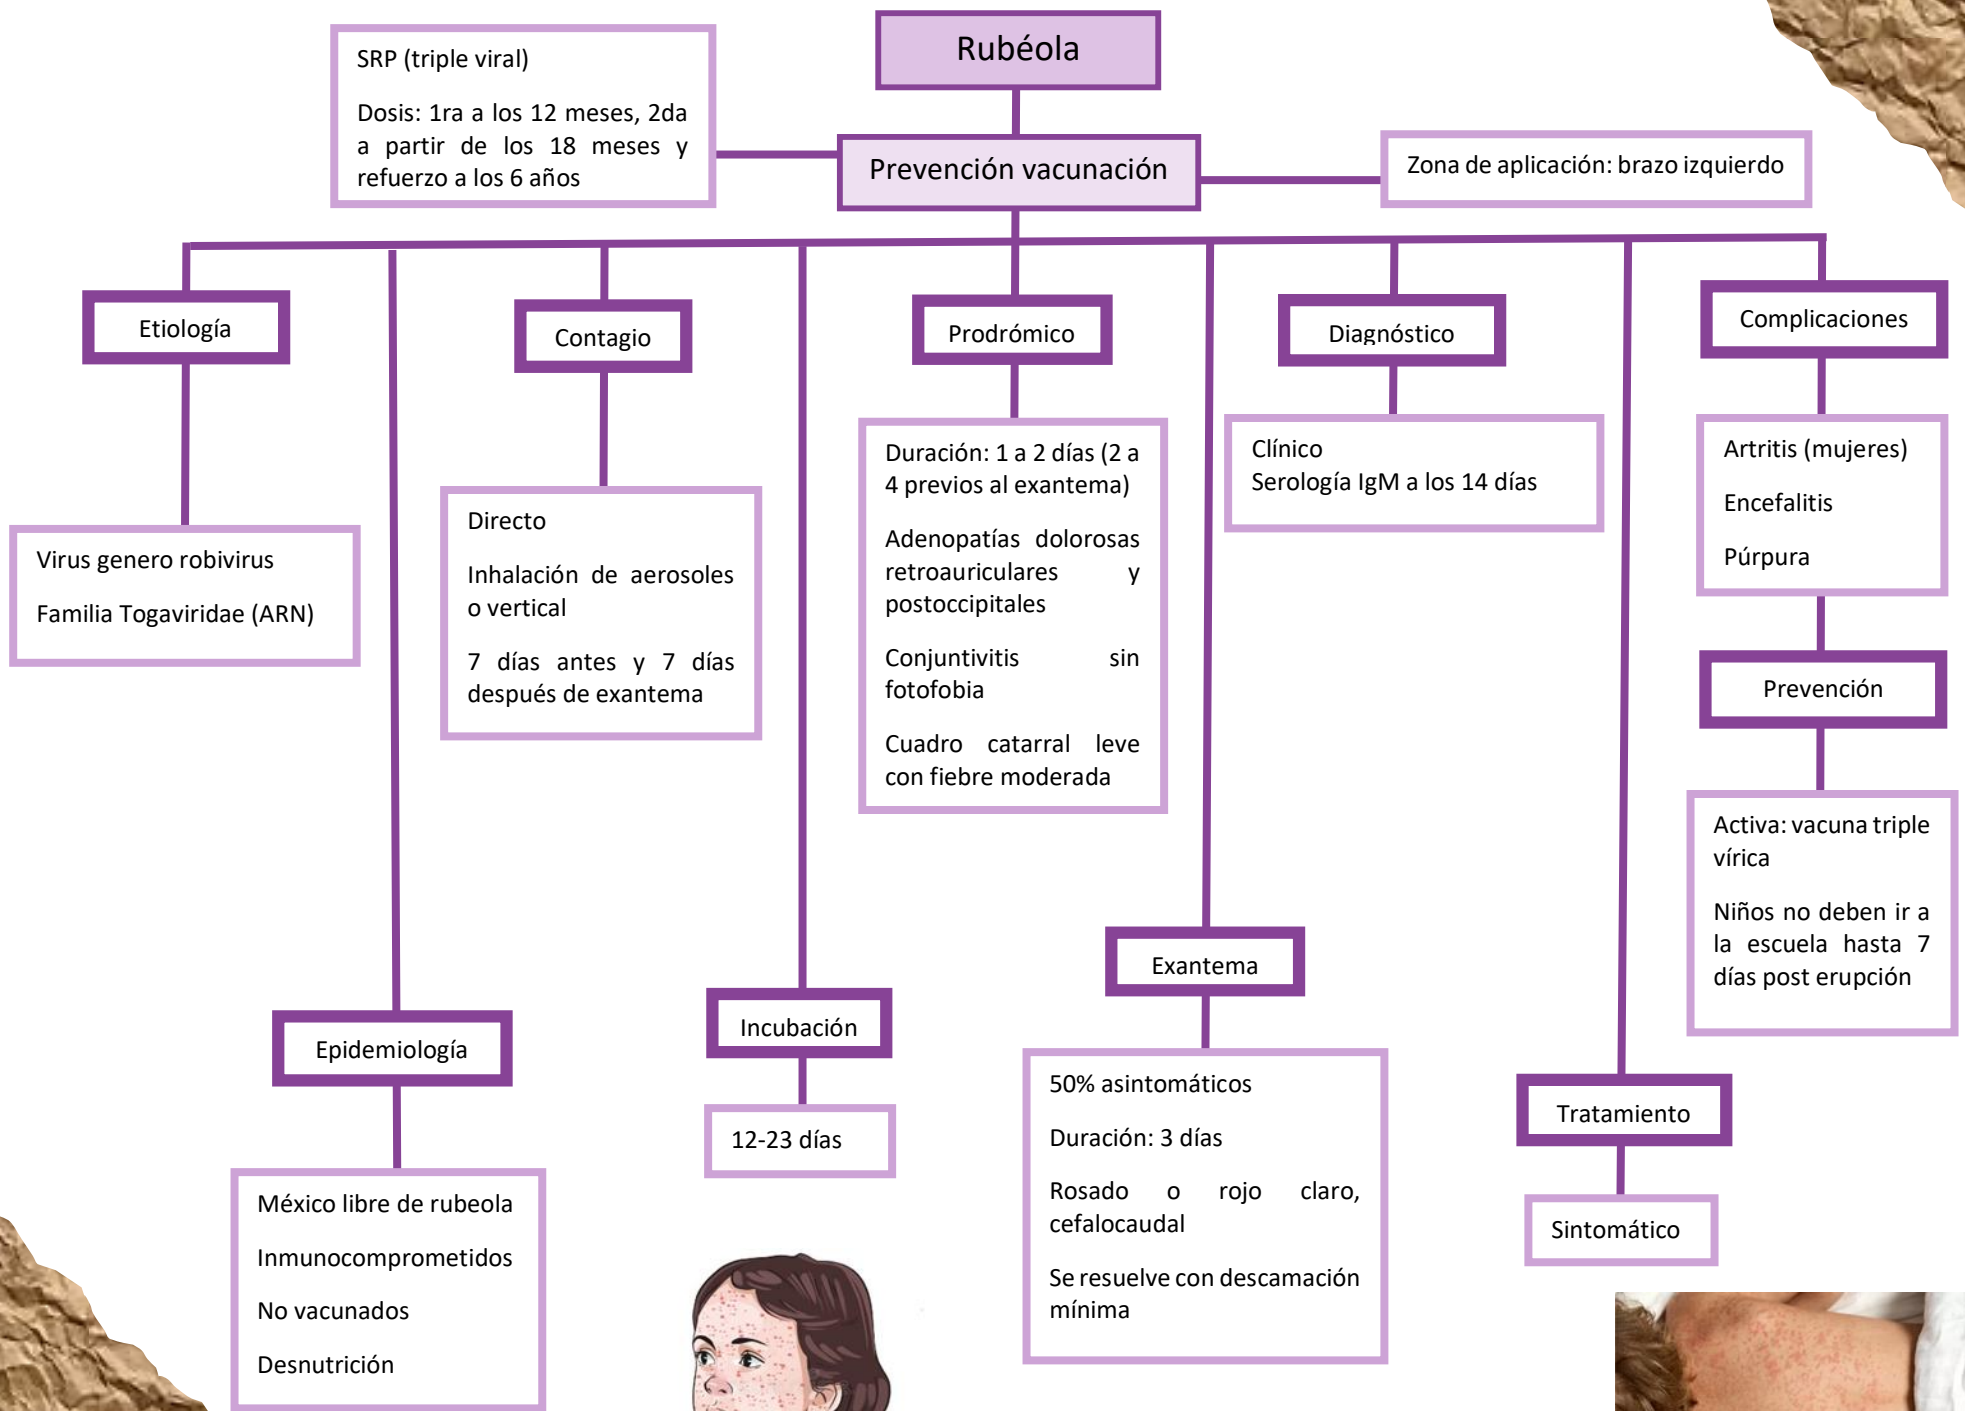 Rubéola
SRP (triple viral)
Dosis: 1ra a los 12 meses, 2da
a partir de los 18 meses y
refuerzo a los 6 años
Prevención vacunación
Zona de aplicación: brazo izquierdo
Etiología
Virus genero robivirus
Familia Togaviridae (ARN)
Epidemiología
México libre de rubeola
Inmunocomprometidos
No vacunados
Desnutrición
Contagio
Directo
Inhalación de aerosoles
o vertical
7 días antes y 7 días
después de exantema
Incubación
12-23 días
Prodrómico
Duración: 1 a 2 días (2 a
4 previos al exantema)
Adenopatías dolorosas
retroauriculares y
postoccipitales
Conjuntivitis sin
fotofobia
Cuadro catarral leve
con fiebre moderada
Exantema
50% asintomáticos
Duración: 3 días
Rosado o rojo claro,
cefalocaudal
Se resuelve con descamación
mínima
Diagnóstico
Clínico
Serología IgM a los 14 días
Tratamiento
Sintomático
Complicaciones
Artritis (mujeres)
Encefalitis
Púrpura
Prevención
Activa: vacuna triple
vírica
Niños no deben ir a
la escuela hasta 7
días post erupción